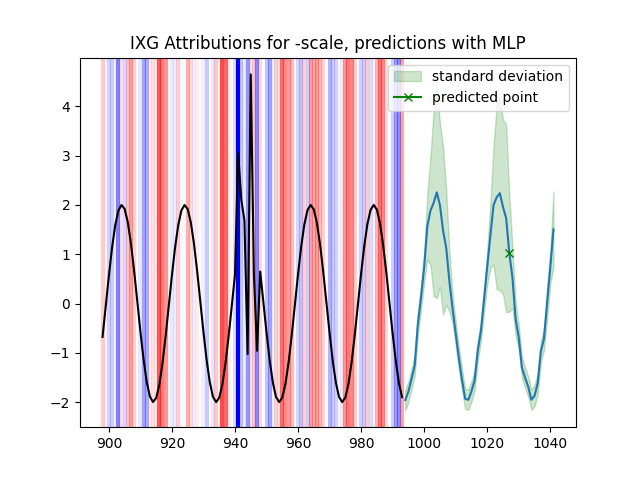 IXG Attributions for -scale, predictions with MLP
standard deviation
predicted point
4
3
2
1
0
−1
−2
900 920 940 960 980 1000 1020 1040